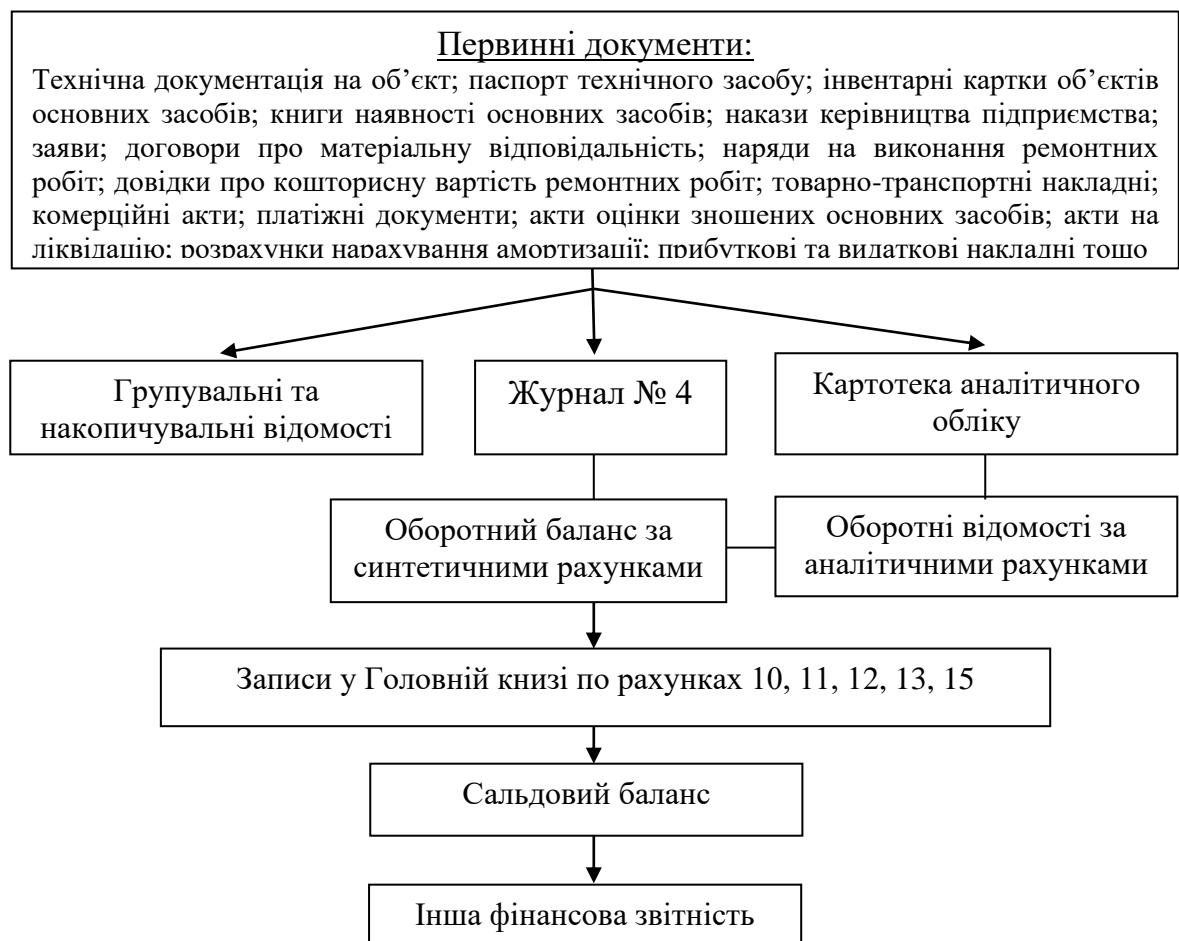 Первинні документи:
Технічна документація на об’єкт; паспорт технічного засобу; інвентарні картки об’єктів
основних засобів; книги наявності основних засобів; накази керівництва підприємства;
заяви; договори про матеріальну відповідальність; наряди на виконання ремонтних
робіт; довідки про кошторисну вартість ремонтних робіт; товарно-транспортні накладні;
комерційні акти; платіжні документи; акти оцінки зношених основних засобів; акти на
ліквідацію; розрахунки нарахування амортизації; прибуткові та видаткові накладні тощо
Групувальні та
накопичувальні відомості
Журнал № 4
Картотека аналітичного
обліку
Оборотний баланс за
синтетичними рахунками
Оборотні відомості за
аналітичними рахунками
Записи у Головній книзі по рахунках 10, 11, 12, 13, 15
Сальдовий баланс
Інша фінансова звітність